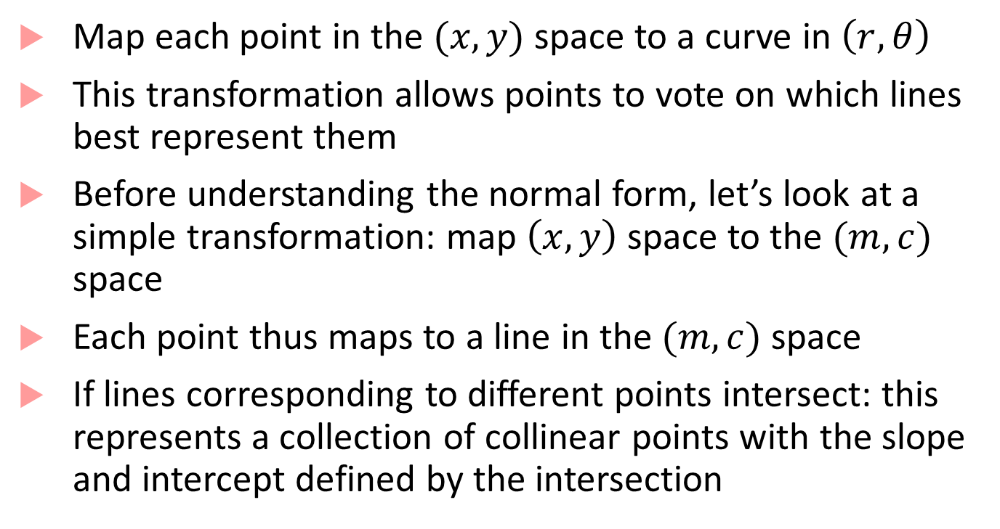 Map each point in the (x, y) space to a curve in (r, θ)
This transformation allows points to vote on which lines
best represent them
Before understanding the normal form, let’s look at a
simple transformation: map (x, y) space to the (m, c)
space
Each point thus maps to a line in the (m, c) space
If lines corresponding to different points intersect: this
represents a collection of collinear points with the slope
and intercept defined by the intersection